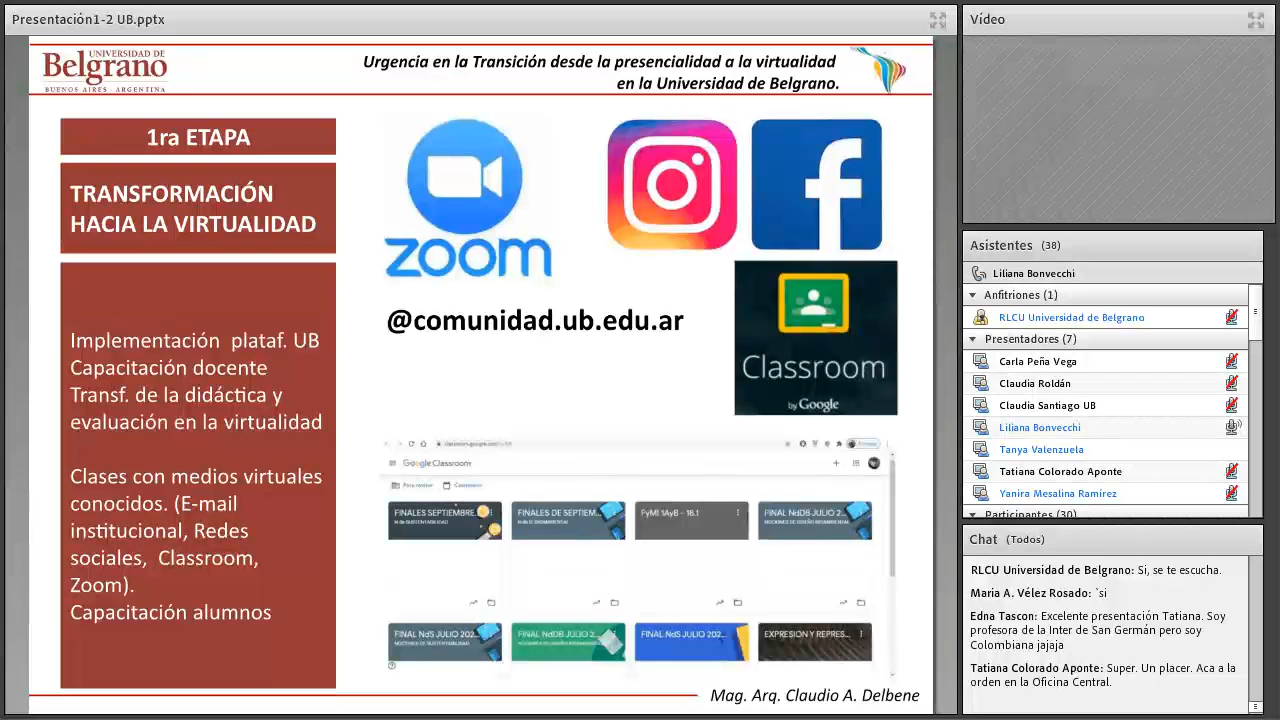 Presentación1-2 UB.pptx
UNIVERSIDAD DE
Belgrano
BUENOS AIRES - ARGENTINA
Urgencia en la Transición desde la presencialidad a la virtualidad
en la Universidad de Belgrano.
1ra ETAPA
TRANSFORMACIÓN
HACIA LA VIRTUALIDAD
Implementación plataf. UB
Capacitación docente
Transf. de la didáctica y
evaluación en la virtualidad
Clases con medios virtuales
conocidos. (E-mail
institucional, Redes
sociales, Classroom,
Zoom).
Capacitación alumnos
zoom
@comunidad.ub.edu.ar
Classroom
by Google
Google Classroom
Para revisar
Calendario
FINALES SEPTIEMBRE...
FINALES DE SEPTIEM...
FyMI 1AyB - 16.1
FINAL NdDB JULIO 2...
FINAL NdS JULIO 202...
FINAL NdDB JULIO 2...
FINAL NdS JULIO 202...
EXPRESION Y REPRES...
Mag. Arq. Claudio A. Delbene
Vídeo
Asistentes (38)
Liliana Bonvecchi
Anfitriones (1)
RLCU Universidad de Belgrano
Presentadores (7)
Carla Peña Vega
Claudia Roldán
Claudia Santiago UB
Liliana Bonvecchi
Tanya Valenzuela
Tatiana Colorado Aponte
Yanira Mesalina Ramírez
Participantes (30)
Chat (Todos)
RLCU Universidad de Belgrano: Si, se te escucha.
Maria A. Vélez Rosado: `si
Edna Tascon: Excelente Presentación Tatiana. Soy
profesora de la Inter de San Germán pero soy
Colombiana jajaja
Tatiana Colorado Aponte: Super. Un placer. Aca a la
orden en la Oficina Central.